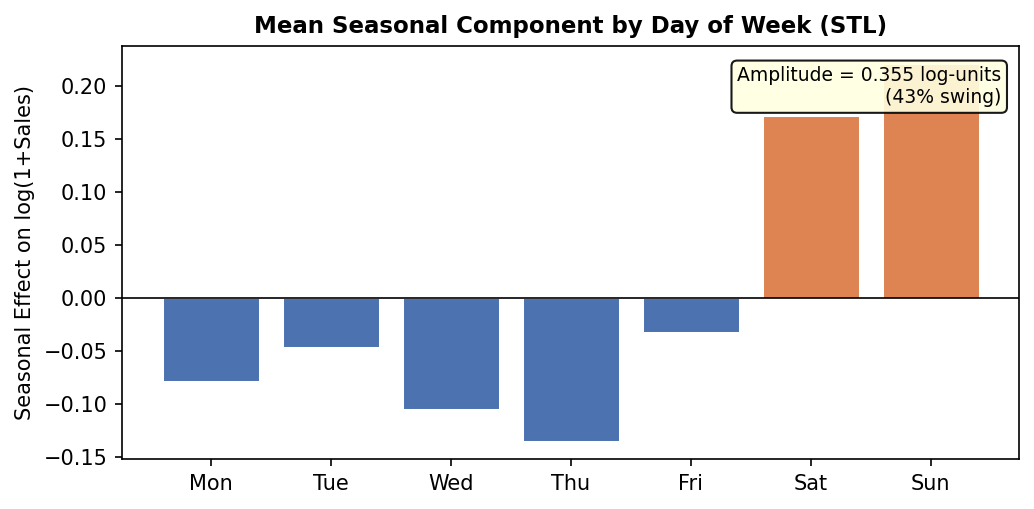 Mean Seasonal Component by Day of Week (STL)
Seasonal Effect on log(1+Sales)
0.20
0.15
0.10
0.05
0.00
−0.05
−0.10
−0.15
Amplitude = 0.355 log-units
(43% swing)
Mon Tue Wed Thu Fri Sat Sun